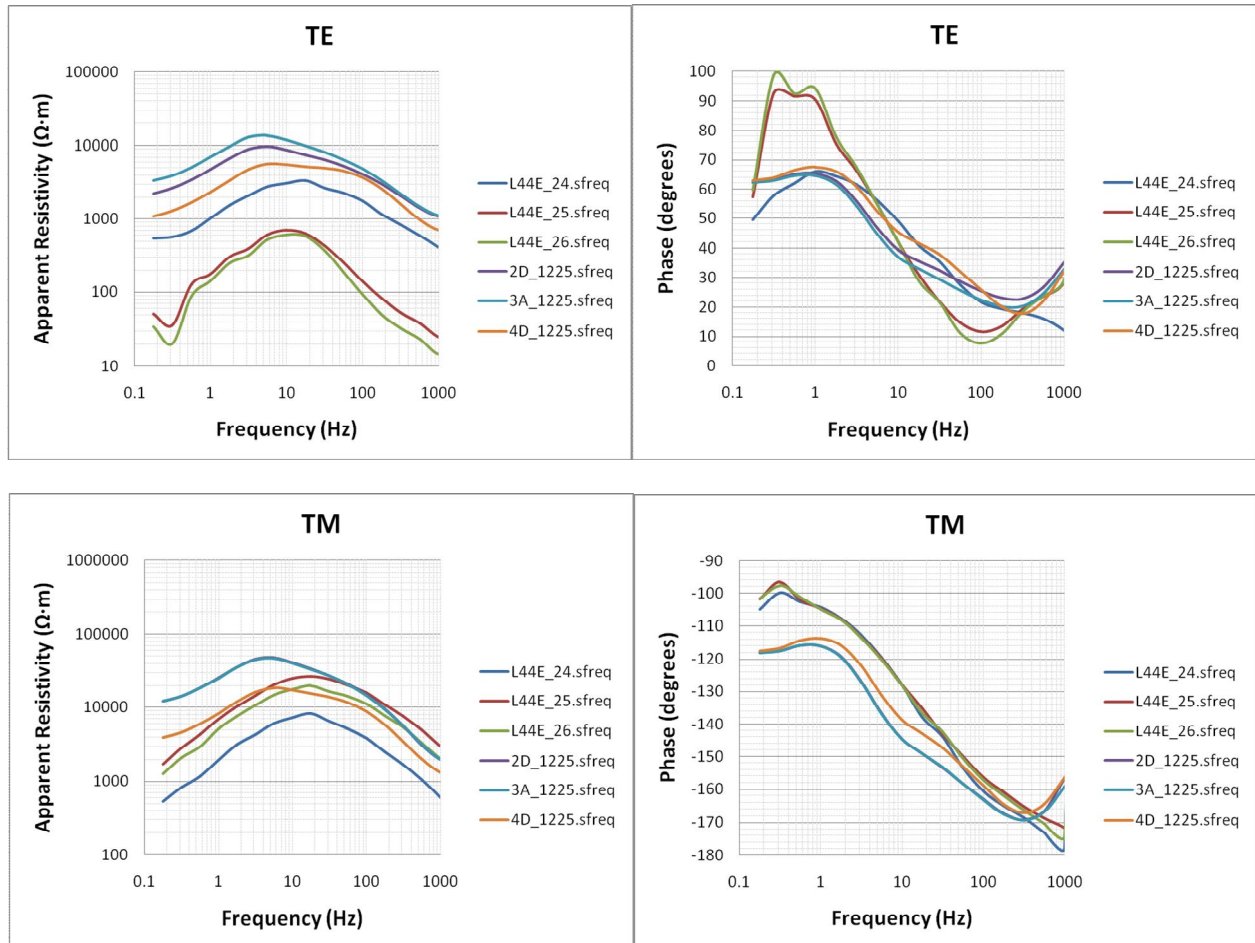 TE
Apparent Resistivity (Ω·m)
100000
10000
1000
100
10
0.1 1 10 100 1000
Frequency (Hz)
L44E_24.sfreq
L44E_25.sfreq
L44E_26.sfreq
2D_1225.sfreq
3A_1225.sfreq
4D_1225.sfreq
TE
Phase (degrees)
100
90
80
70
60
50
40
30
20
10
0
0.1 1 10 100 1000
Frequency (Hz)
L44E_24.sfreq
L44E_25.sfreq
L44E_26.sfreq
2D_1225.sfreq
3A_1225.sfreq
4D_1225.sfreq
TM
Apparent Resistivity (Ω·m)
1000000
100000
10000
1000
100
0.1 1 10 100 1000
Frequency (Hz)
L44E_24.sfreq
L44E_25.sfreq
L44E_26.sfreq
2D_1225.sfreq
3A_1225.sfreq
4D_1225.sfreq
TM
Phase (degrees)
-90
-100
-110
-120
-130
-140
-150
-160
-170
-180
0.1 1 10 100 1000
Frequency (Hz)
L44E_24.sfreq
L44E_25.sfreq
L44E_26.sfreq
2D_1225.sfreq
3A_1225.sfreq
4D_1225.sfreq